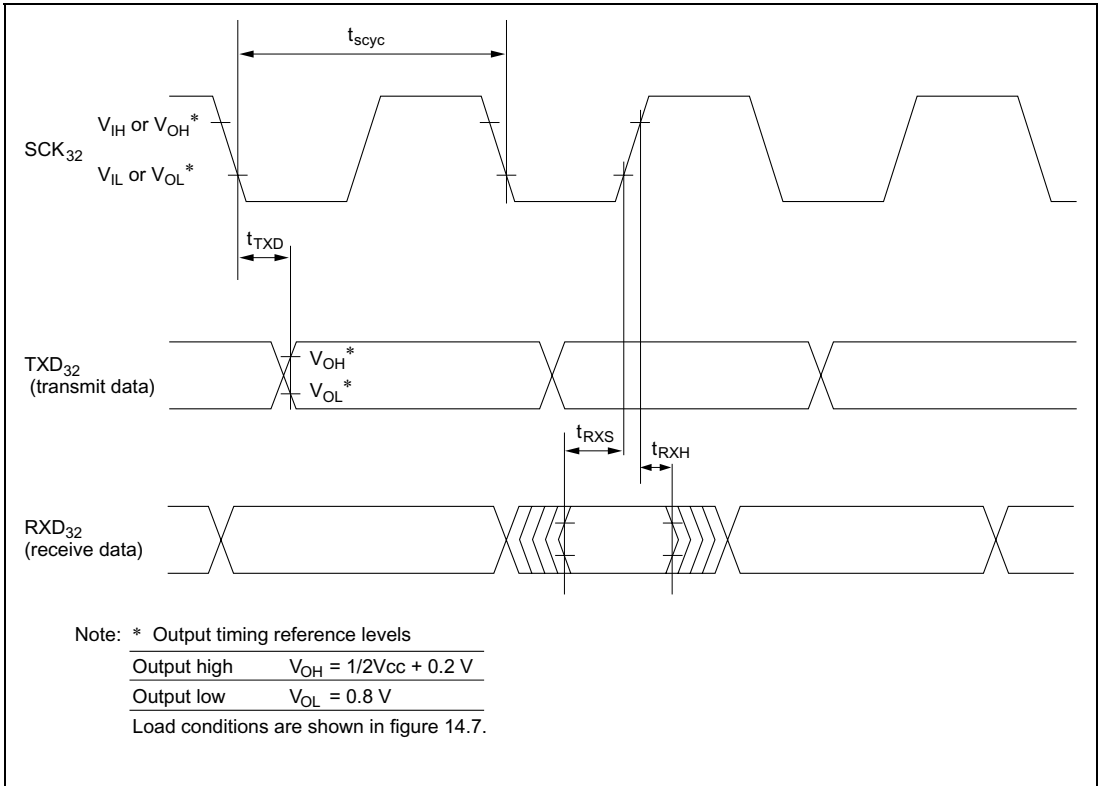 tscyc
VIH or VOH*
SCK32
VIL or VOL*
tTXD
TXD32
(transmit data)
VOH*
VOL*
tRXS
tRXH
RXD32
(receive data)
Note: * Output timing reference levels
Output high VOH = 1/2Vcc + 0.2 V
Output low VOL = 0.8 V
Load conditions are shown in figure 14.7.